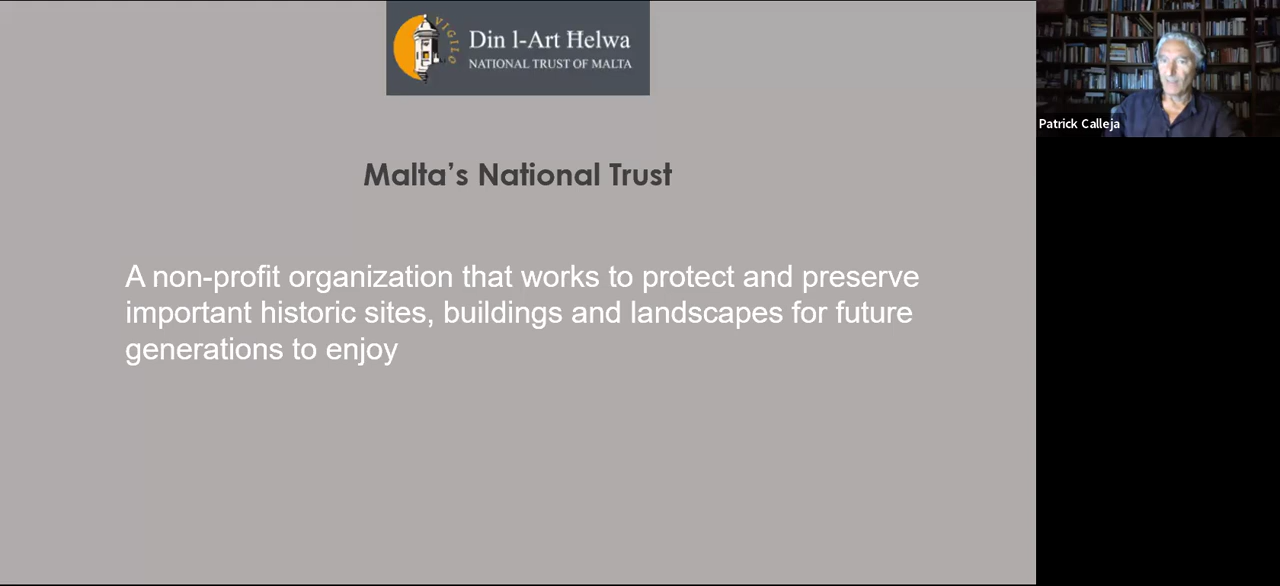 VIGILO
Din l-Art Helwa
NATIONAL TRUST OF MALTA
Patrick Calleja
Malta's National Trust
A non-profit organization that works to protect and preserve
important historic sites, buildings and landscapes for future
generations to enjoy